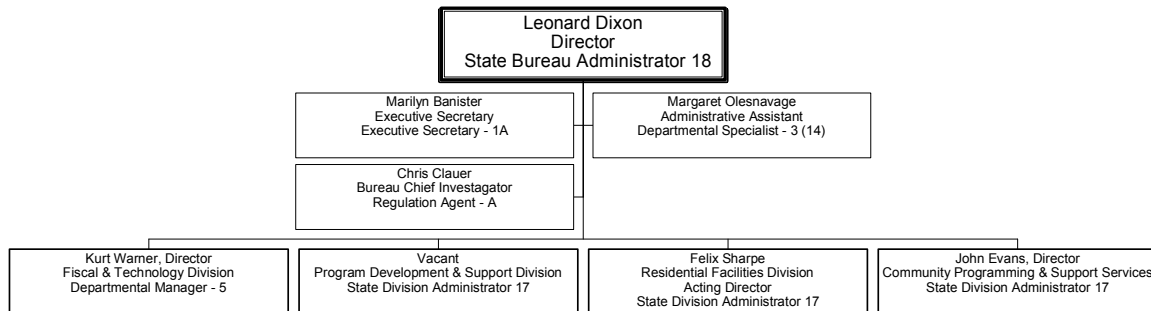 Leonard Dixon
Director
State Bureau Administrator 18
Marilyn Banister
Executive Secretary
Executive Secretary - 1A
Margaret Olesnavage
Administrative Assistant
Departmental Specialist - 3 (14)
Chris Clauer
Bureau Chief Investagator
Regulation Agent - A
Kurt Warner, Director
Fiscal & Technology Division
Departmental Manager - 5
Vacant
Program Development & Support Division
State Division Administrator 17
Felix Sharpe
Residential Facilities Division
Acting Director
State Division Administrator 17
John Evans, Director
Community Programming & Support Services
State Division Administrator 17